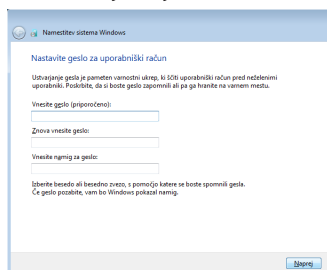 Namestitev sistema Windows
Nastavite geslo za uporabniški račun
Ustvarjanje gesla je pameten varnostni ukrep, ki ščiti uporabniški račun pred neželenimi
uporabniki. Poskrbite, da si boste geslo zapomnili ali pa ga hranite na varnem mestu.
Vnesite geslo (priporočeno):
Znova vnesite geslo:
Vnesite namig za geslo:
Izberite besedo ali besedno zvezo, s pomočjo katere se boste spomnili gesla.
Če geslo pozabite, vam bo Windows pokazal namig.
Naprej